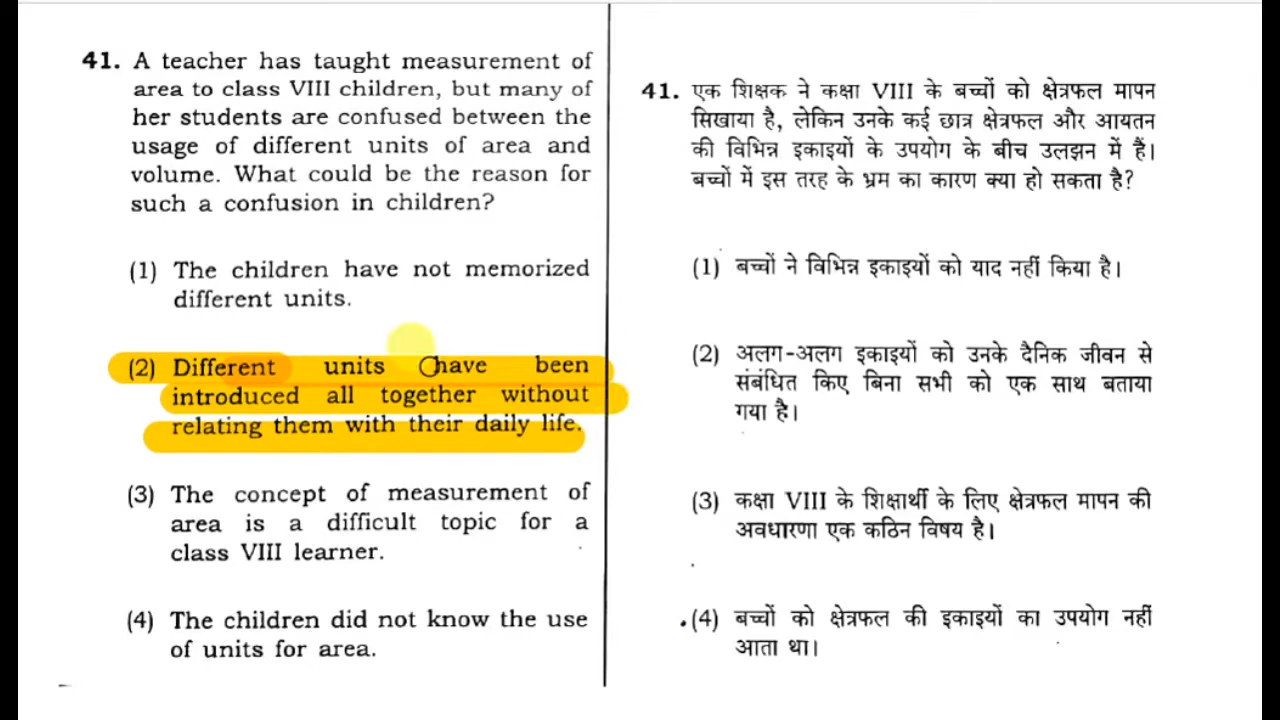 41. A teacher has taught measurement of
area to class VIII children, but many of
her students are confused between the
usage of different units of area and
volume. What could be the reason for
such a confusion in children?
(1) The children have not memorized
different units.
(2) Different units have been
introduced all together without
relating them with their daily life.
(3) The concept of measurement of
area is a difficult topic for a
class VIII learner.
(4) The children did not know the use
of units for area.
41. एक शिक्षक ने कक्षा VIII के बच्चों को क्षेत्रफल मापन
सिखाया है, लेकिन उनके कई छात्र क्षेत्रफल और आयतन
की विभिन्न इकाइयों के उपयोग के बीच उलझन में हैं।
बच्चों में इस तरह के भ्रम का कारण क्या हो सकता है?
(1) बच्चों ने विभिन्न इकाइयों को याद नहीं किया है।
(2) अलग-अलग इकाइयों को उनके दैनिक जीवन से
संबंधित किए बिना सभी को एक साथ बताया
गया है।
(3) कक्षा VIII के शिक्षार्थी के लिए क्षेत्रफल मापन की
अवधारणा एक कठिन विषय है।
(4) बच्चों को क्षेत्रफल की इकाइयों का उपयोग नहीं
आता था।